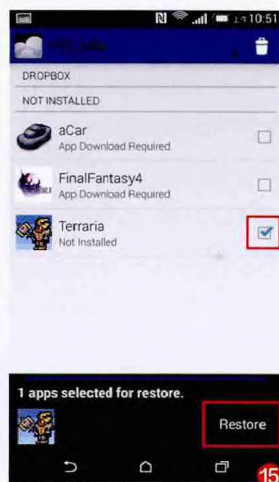 10:51
DROPBOX
NOT INSTALLED
aCar
App Download Required
FinalFantasy4
App Download Required
Terraria
Not Installed
1 apps selected for restore.
Restore
15